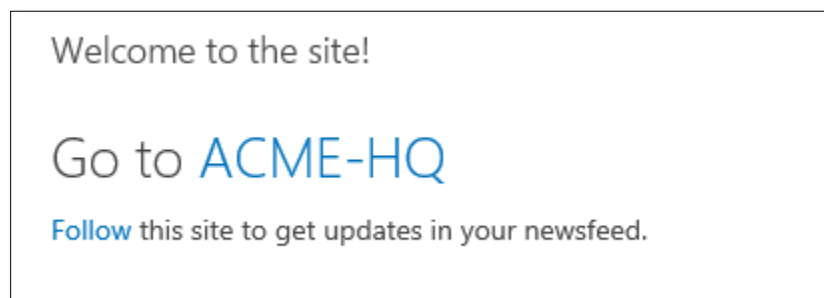 Welcome to the site!
Go to ACME-HQ
Follow this site to get updates in your newsfeed.